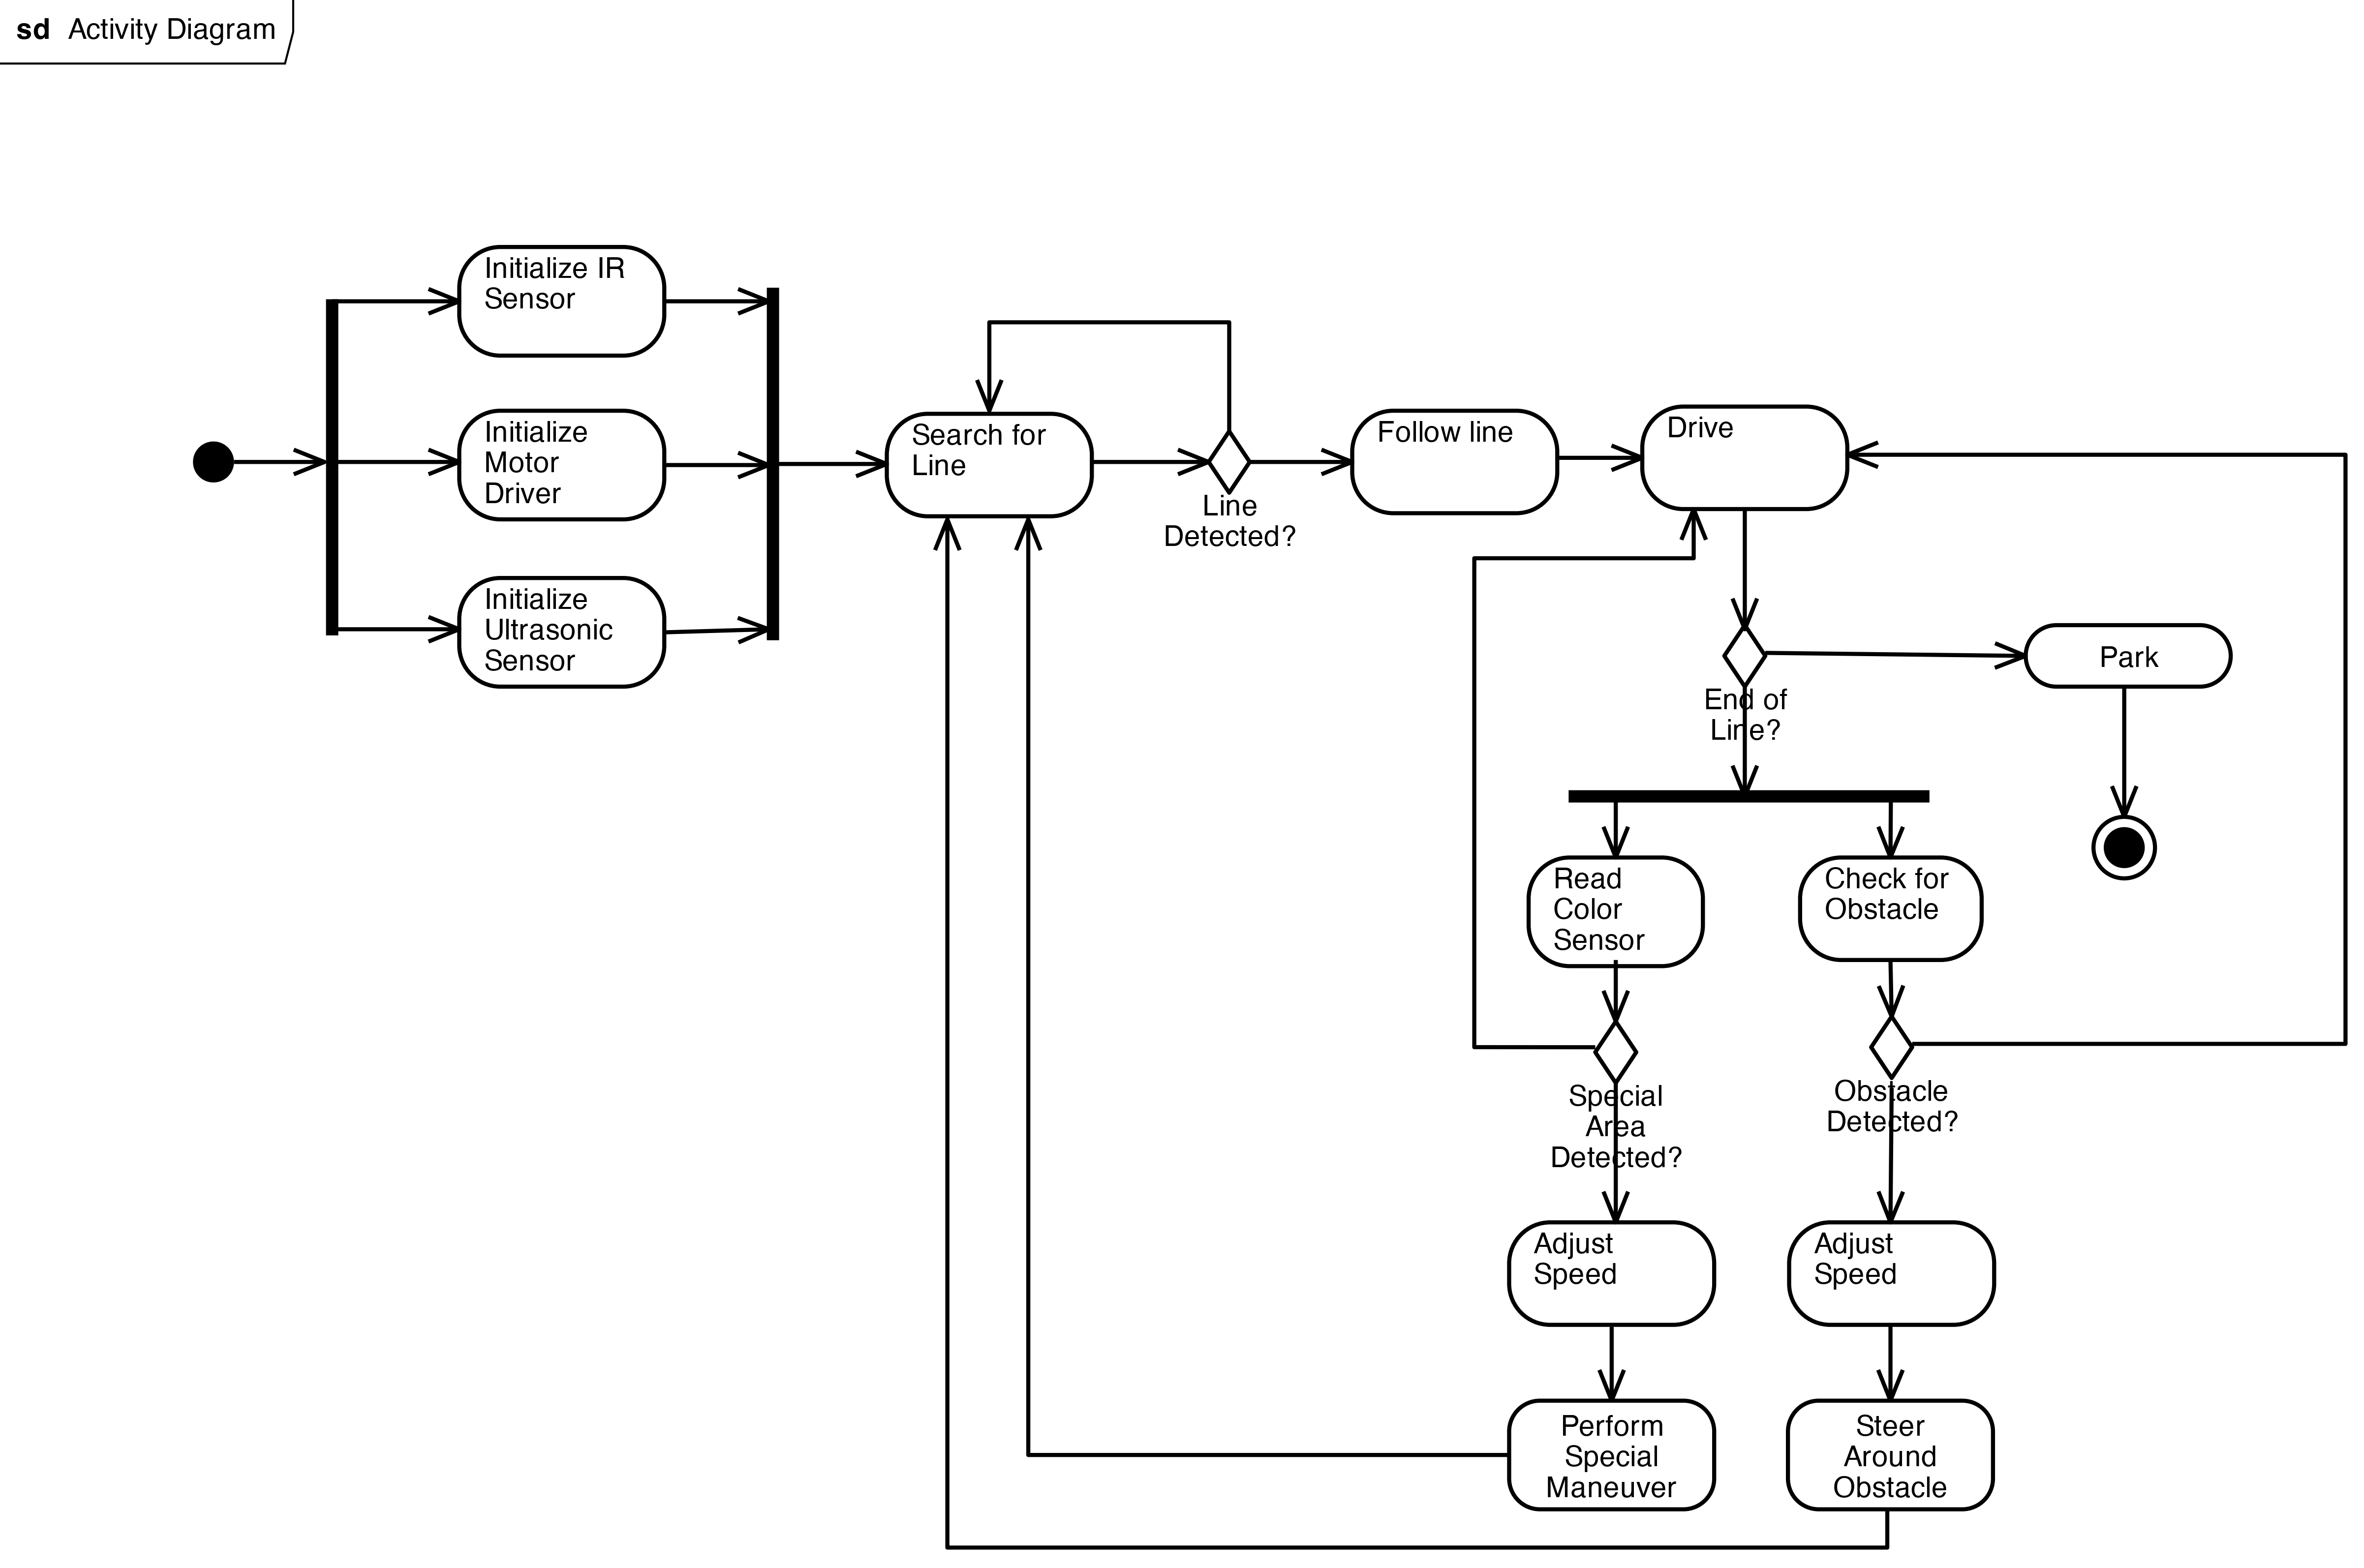 sd Activity Diagram
Initialize IR
Sensor
Initialize
Motor
Driver
Initialize
Ultrasonic
Sensor
Search for
Line
Line
Detected?
Follow line
Drive
End of
Line?
Park
Read
Color
Sensor
Check for
Obstacle
Special
Area
Detected?
Obstacle
Detected?
Adjust
Speed
Adjust
Speed
Perform
Special
Maneuver
Steer
Around
Obstacle